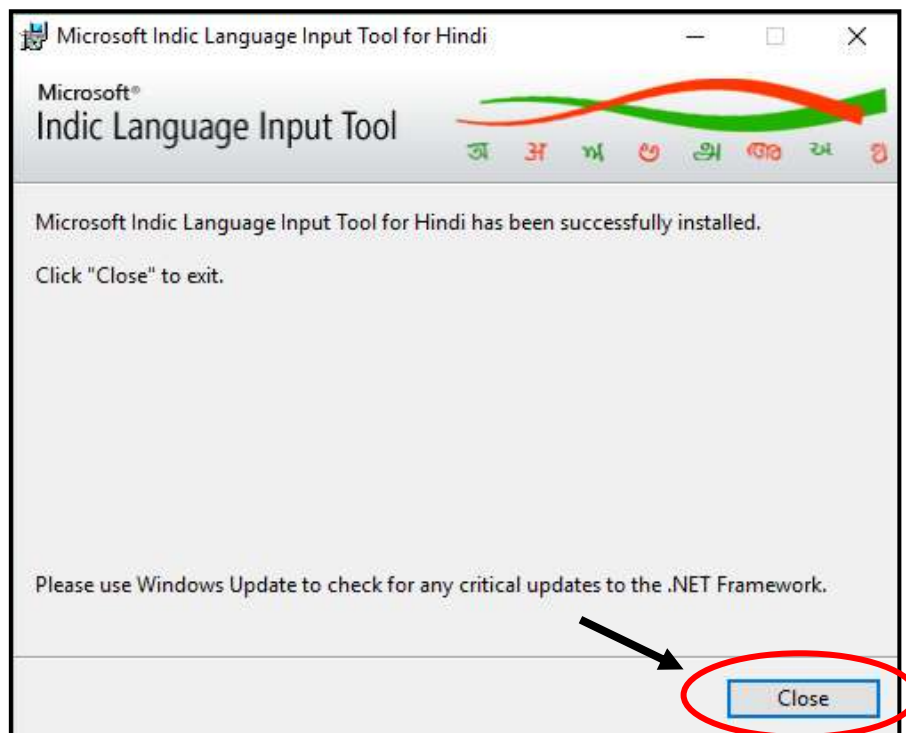 Microsoft Indic Language Input Tool for Hindi
Microsoft®
Indic Language Input Tool
অ अ ਅ ಅ அ അ અ ଅ
Microsoft Indic Language Input Tool for Hindi has been successfully installed.
Click "Close" to exit.
Please use Windows Update to check for any critical updates to the .NET Framework.
Close